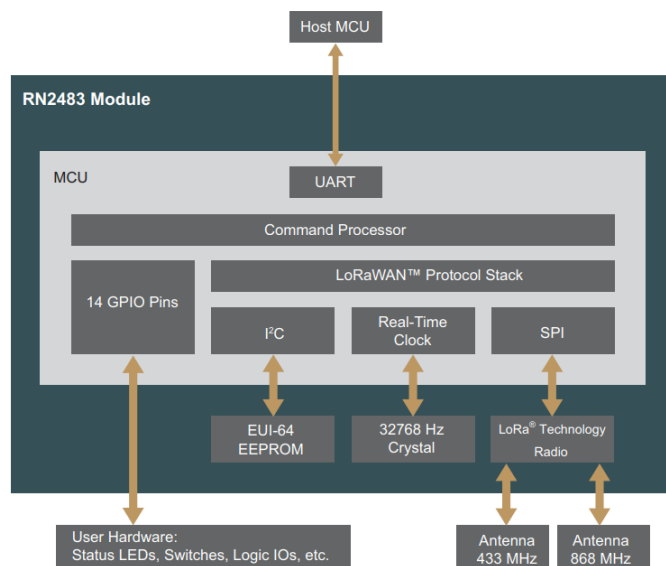 Host MCU
RN2483 Module
MCU
UART
Command Processor
14 GPIO Pins
LoRaWAN™ Protocol Stack
I²C
Real-Time
Clock
SPI
EUI-64
EEPROM
32768 Hz
Crystal
LoRa® Technology
Radio
User Hardware:
Status LEDs, Switches, Logic IOs, etc.
Antenna
433 MHz
Antenna
868 MHz